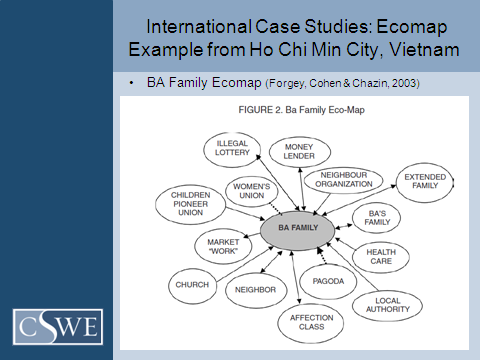 International Case Studies: Ecomap
Example from Ho Chi Min City, Vietnam
• BA Family Ecomap (Forgey, Cohen & Chazin, 2003)
FIGURE 2. Ba Family Eco-Map
ILLEGAL
LOTTERY
MONEY
LENDER
NEIGHBOUR
ORGANIZATION
EXTENDED
FAMILY
WOMEN'S
UNION
CHILDREN
PIONEER
UNION
BA'S
FAMILY
BA FAMILY
MARKET
"WORK"
HEALTH
CARE
CHURCH
NEIGHBOR
PAGODA
LOCAL
AUTHORITY
AFFECTION
CLASS
CSWE